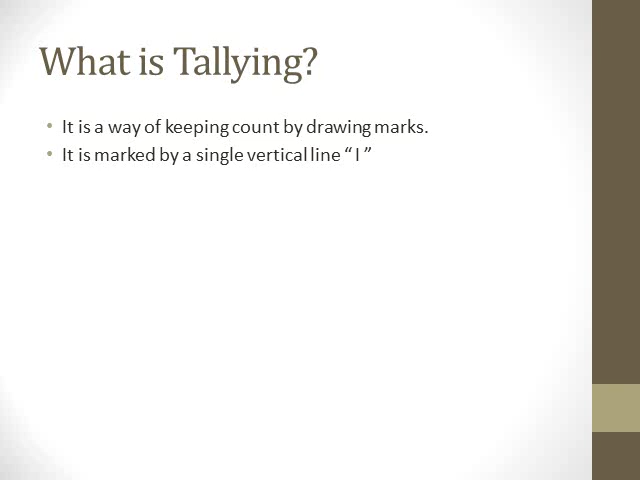 What is Tallying?
• It is a way of keeping count by drawing marks.
• It is marked by a single vertical line “ I ”